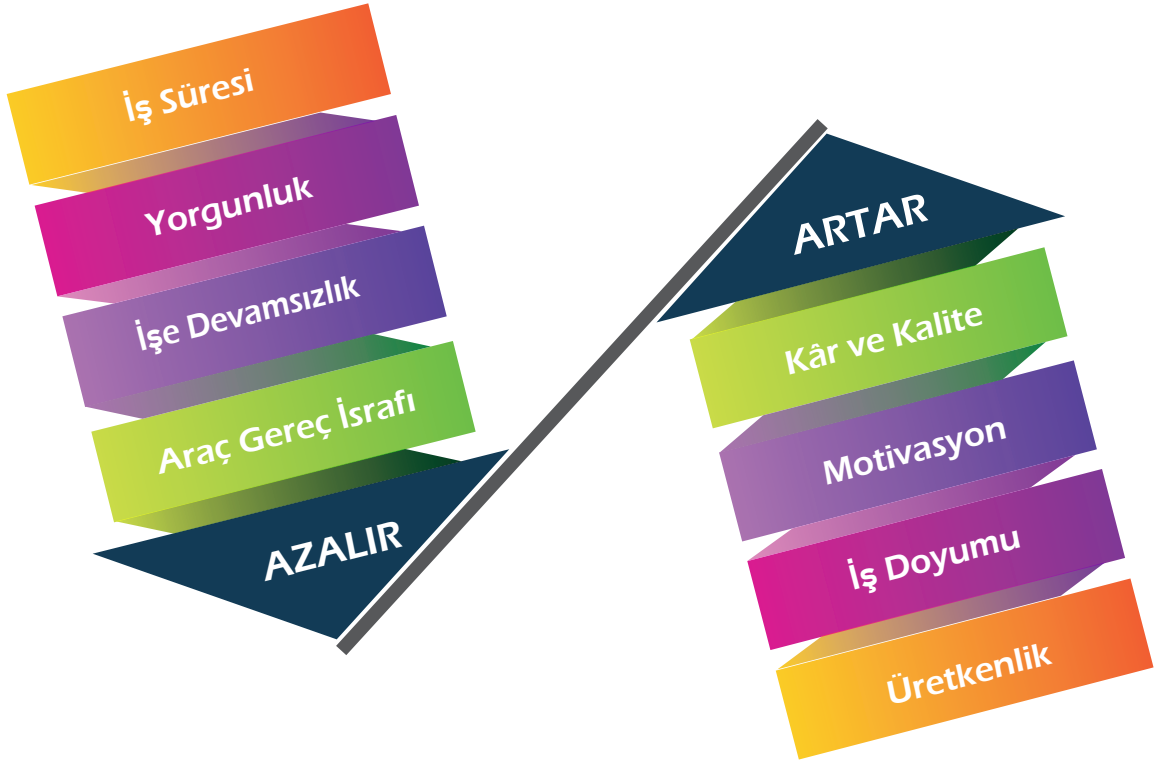 İş Süresi
Yorgunluk
İşe Devamsızlık
Araç Gereç İsrafı
AZALIR
ARTAR
Kâr ve Kalite
Motivasyon
İş Doyumu
Üretkenlik